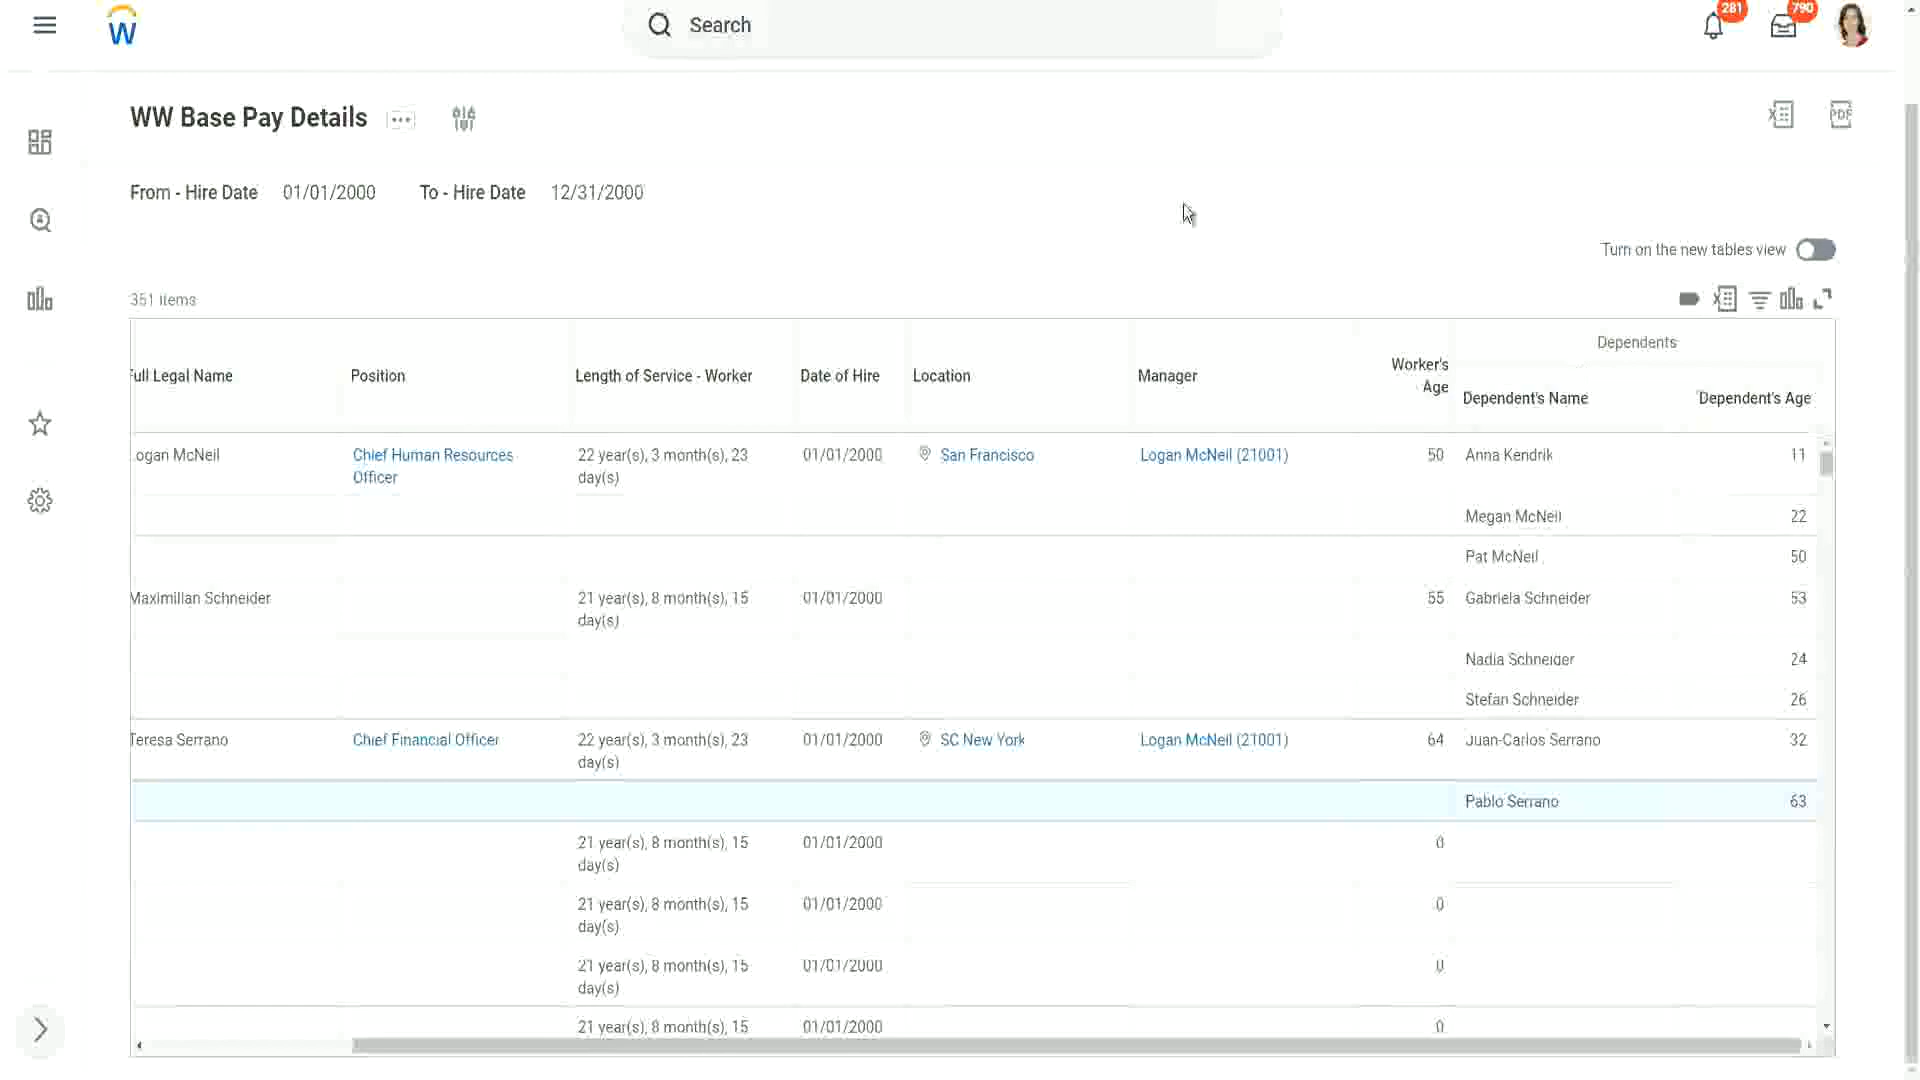 W
Search
281
790
WW Base Pay Details
PDF
From - Hire Date 01/01/2000 To - Hire Date 12/31/2000
Turn on the new tables view
351 items
Dependents
Full Legal Name Position Length of Service - Worker Date of Hire Location Manager Worker's Age Dependent's Name Dependent's Age
Logan McNeil Chief Human Resources Officer 22 year(s), 3 month(s), 23 day(s) 01/01/2000 San Francisco Logan McNeil (21001) 50 Anna Kendrik 11
Megan McNeil 22
Pat McNeil 50
Maximilian Schneider 21 year(s), 8 month(s), 15 day(s) 01/01/2000 55 Gabriela Schneider 53
Nadia Schneider 24
Stefan Schneider 26
Teresa Serrano Chief Financial Officer 22 year(s), 3 month(s), 23 day(s) 01/01/2000 SC New York Logan McNeil (21001) 64 Juan-Carlos Serrano 32
Pablo Serrano 63
21 year(s), 8 month(s), 15 day(s) 01/01/2000 0
21 year(s), 8 month(s), 15 day(s) 01/01/2000 0
21 year(s), 8 month(s), 15 day(s) 01/01/2000 0
21 year(s), 8 month(s), 15 01/01/2000 0